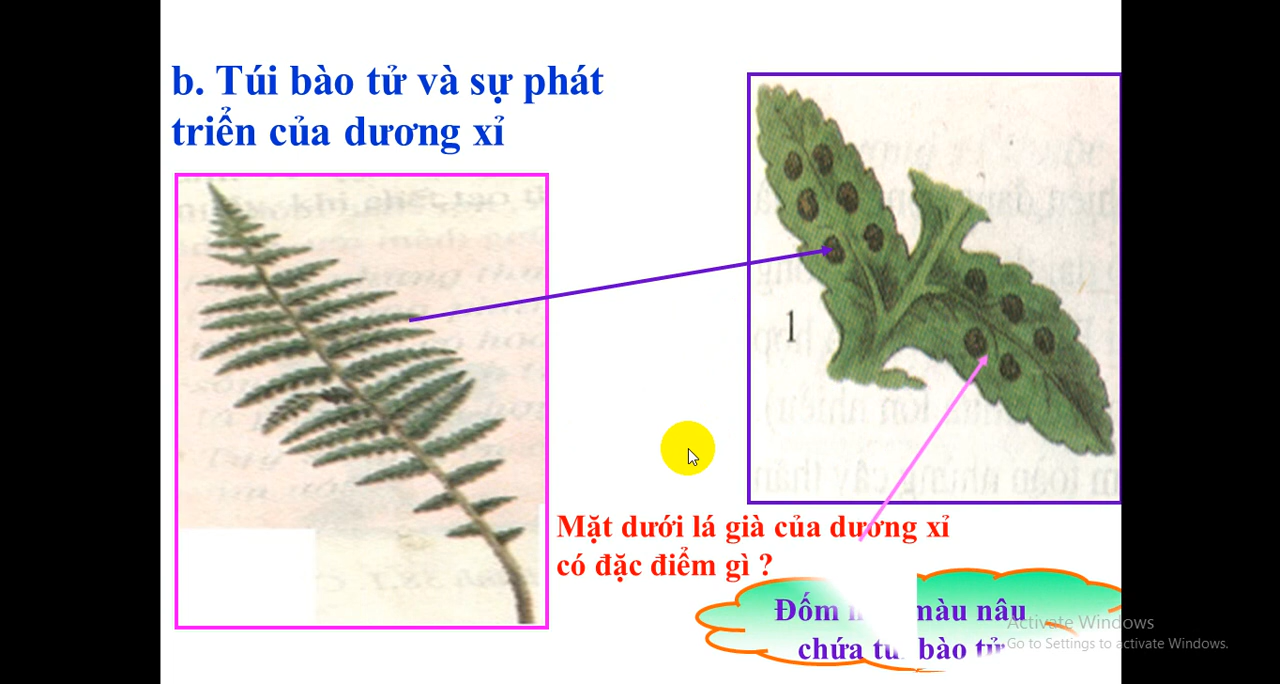 b. Túi bào tử và sự phát
triển của dương xỉ
1
Mặt dưới lá già của dương xỉ
có đặc điểm gì ?
Đốm màu nâu
chứa túi bào tử
Activate Windows
Go to Settings to activate Windows.